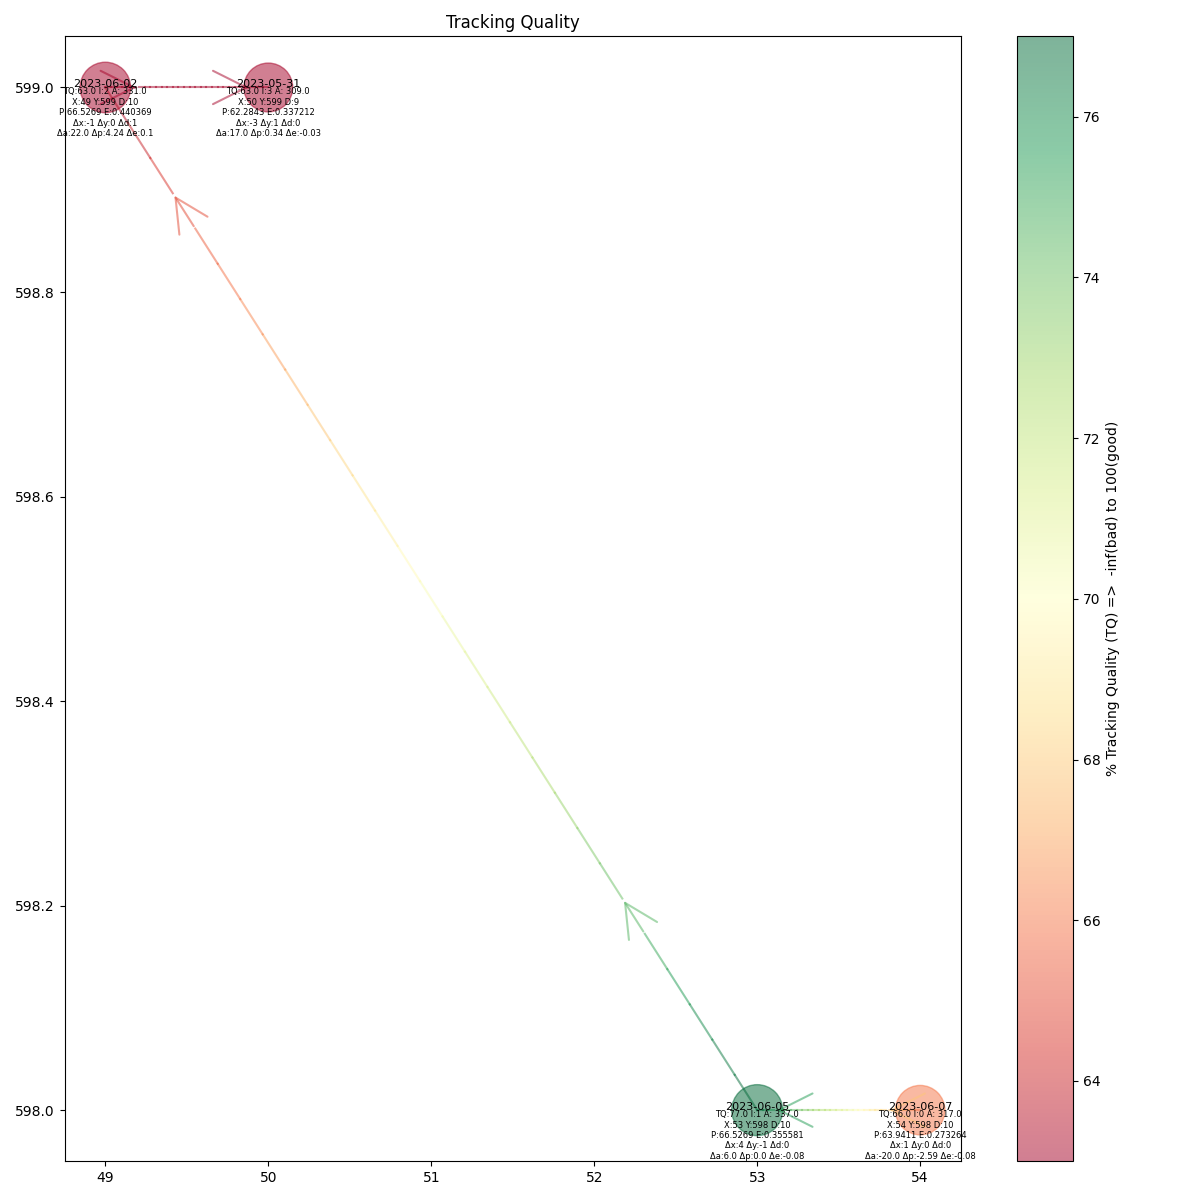 Tracking Quality
599.0
598.8
598.6
598.4
598.2
598.0
2023-06-02
TQ:63.0 I:2 A: 331.0
X:49 Y:599 D:10
P:66.5269 E:0.440369
Δx:-1 Δy:0 Δd:1
Δa:22.0 Δp:4.24 Δe:0.1
2023-05-31
TQ:63.0 I:3 A: 309.0
X:50 Y:599 D:9
P:62.2843 E:0.337212
Δx:-3 Δy:1 Δd:0
Δa:17.0 Δp:0.34 Δe:-0.03
2023-06-05
TQ:77.0 I:1 A: 337.0
X:53 Y:598 D:10
P:66.5269 E:0.355581
Δx:4 Δy:-1 Δd:0
Δa:6.0 Δp:0.0 Δe:-0.08
2023-06-07
TQ:66.0 I:0 A: 317.0
X:54 Y:598 D:10
P:63.9411 E:0.273264
Δx:1 Δy:0 Δd:0
Δa:-20.0 Δp:-2.59 Δe:-0.08
49 50 51 52 53 54
76
74
72
70
68
66
64
% Tracking Quality (TQ) => -inf(bad) to 100(good)